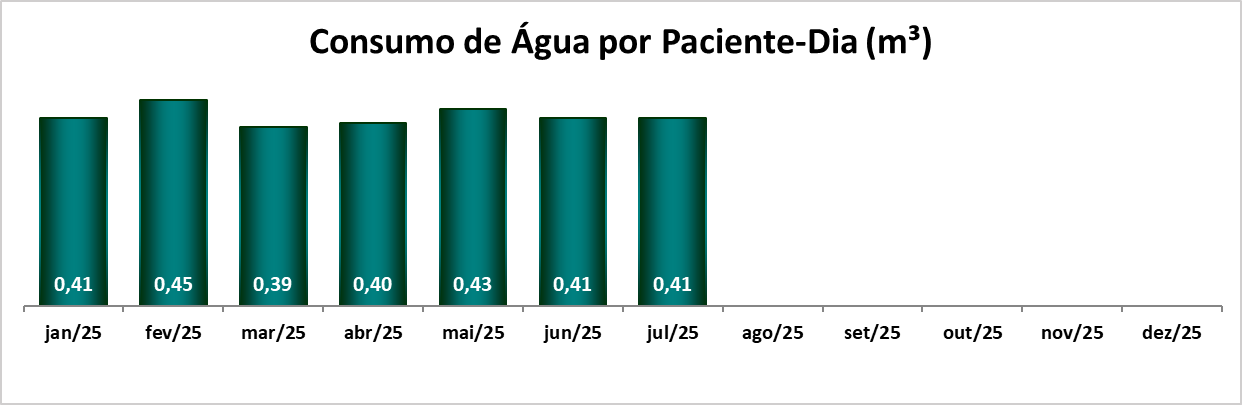 Consumo de Água por Paciente-Dia (m³)
0,41 0,45 0,39 0,40 0,43 0,41 0,41
jan/25 fev/25 mar/25 abr/25 mai/25 jun/25 jul/25 ago/25 set/25 out/25 nov/25 dez/25